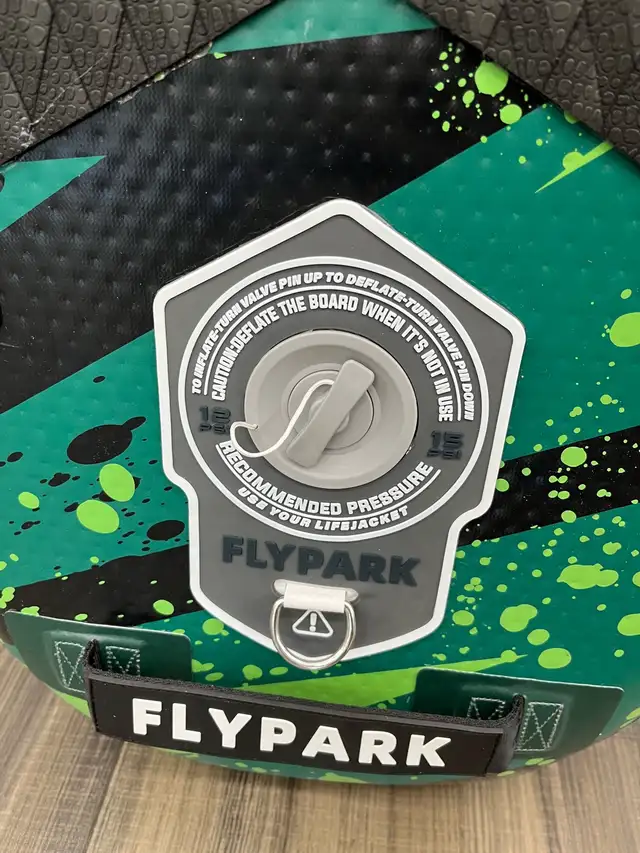 TO INFLATE-TURN VALVE PIN UP TO DEFLATE-TURN VALVE PIN DOWN
CAUTION:DEFLATE THE BOARD WHEN IT'S NOT IN USE
10
PSI
15
PSI
RECOMMENDED PRESSURE
USE YOUR LIFEJACKET
FLYPARK
FLYPARK